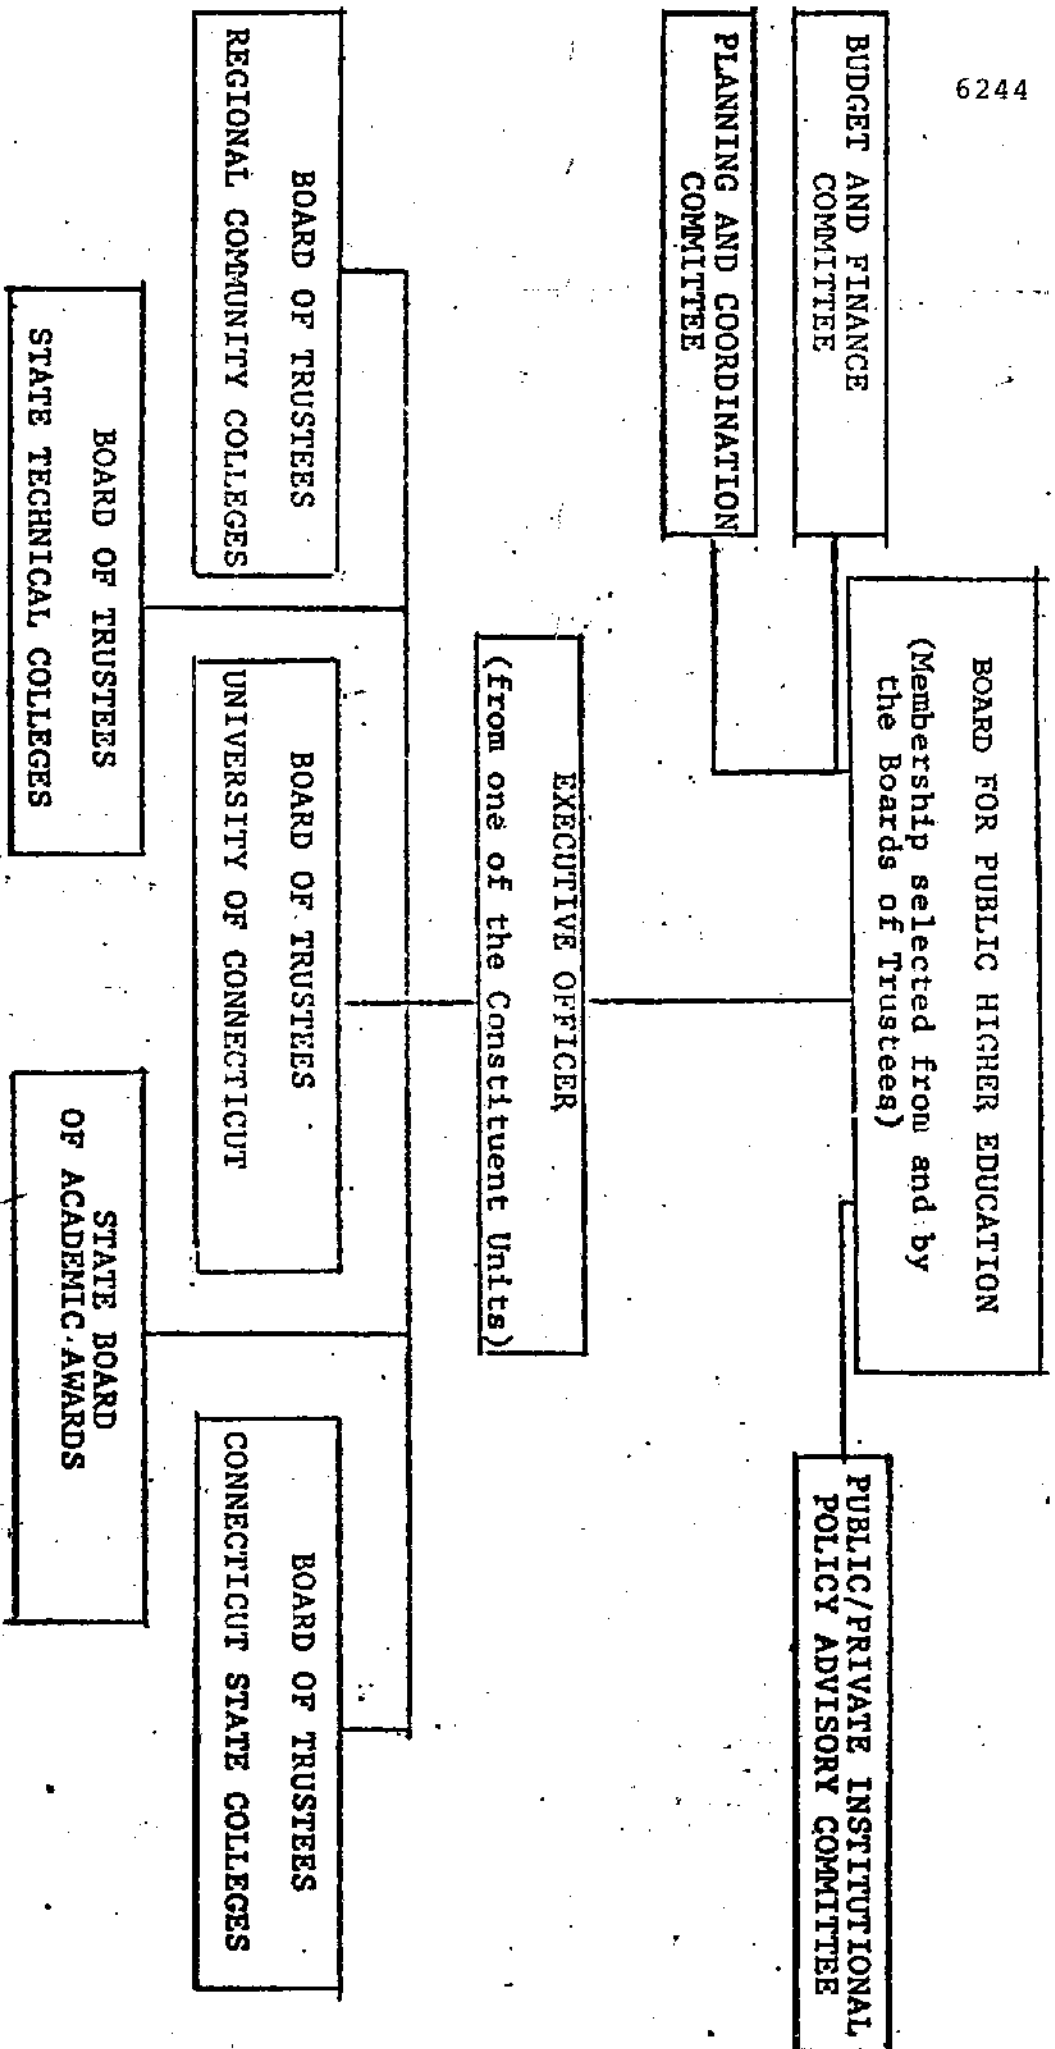 6244
BOARD FOR PUBLIC HIGHER EDUCATION
(Membership selected from and by
the Boards of Trustees)
BUDGET AND FINANCE
COMMITTEE
PLANNING AND COORDINATION
COMMITTEE
PUBLIC/PRIVATE INSTITUTIONAL
POLICY ADVISORY COMMITTEE
EXECUTIVE OFFICER
(from one of the Constituent Units)
BOARD OF TRUSTEES
REGIONAL COMMUNITY COLLEGES
BOARD OF TRUSTEES
UNIVERSITY OF CONNECTICUT
BOARD OF TRUSTEES
CONNECTICUT STATE COLLEGES
BOARD OF TRUSTEES
STATE TECHNICAL COLLEGES
STATE BOARD
OF ACADEMIC AWARDS